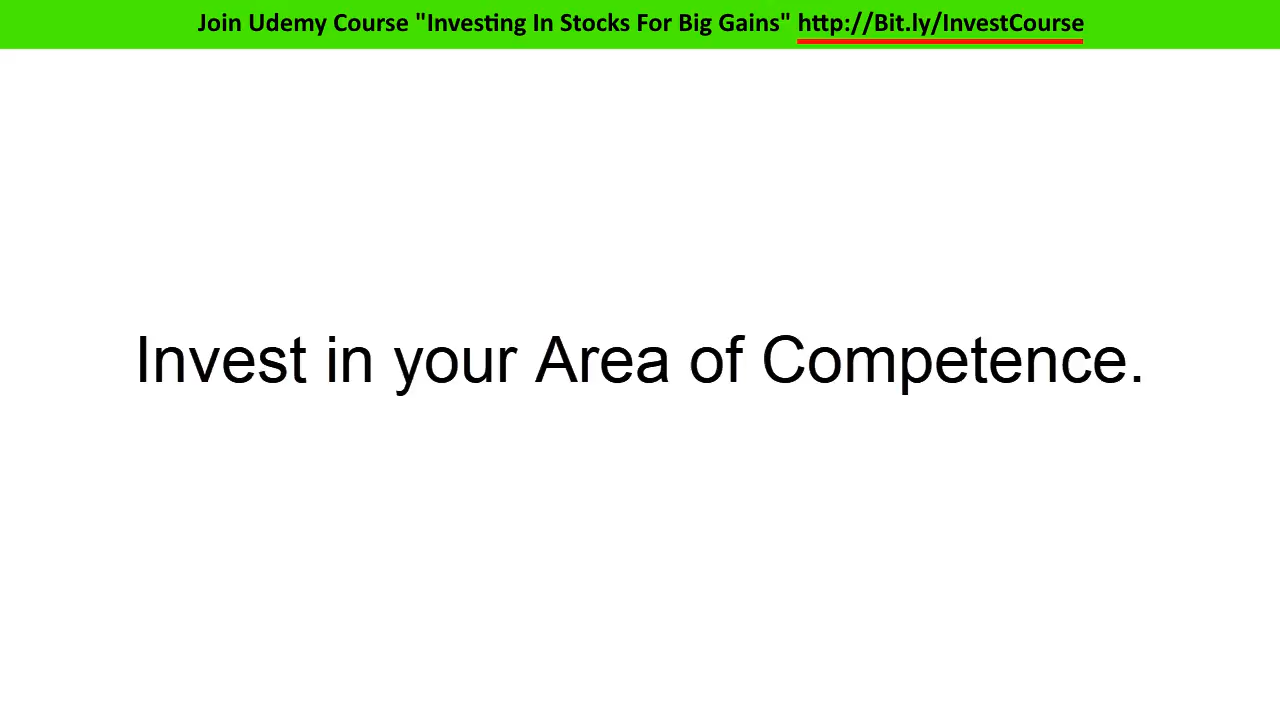 Join Udemy Course "Investing In Stocks For Big Gains" http://Bit.ly/InvestCourse
Invest in your Area of Competence.